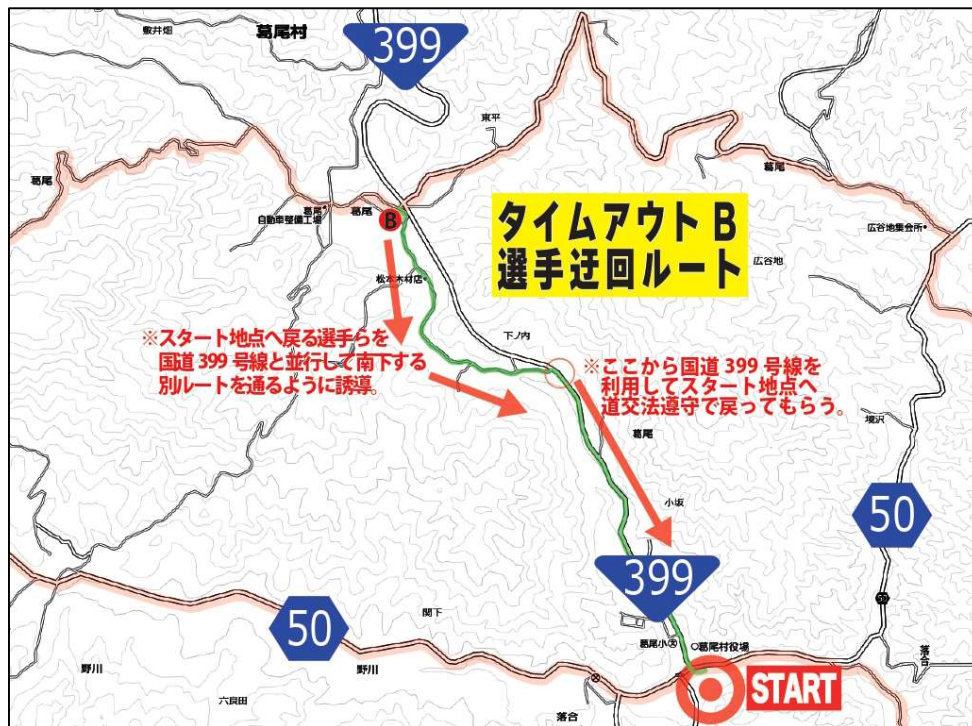 敷井畑
葛尾村
399
東平
葛尾
葛尾
葛尾
自動車整備工場
葛尾
B
タイムアウト B
選手迂回ルート
広谷地集会所
広谷地
松本木材店
下ノ内
※スタート地点へ戻る選手らを
国道 399 号線と並行して南下する
別ルートを通るように誘導。
※ここから国道 399 号線を
利用してスタート地点へ
道交法遵守で戻ってもらう。
葛尾
境沢
小坂
50
399
50
関下
葛尾小
葛尾村役場
落合
野川
野川
START
六良田
落合